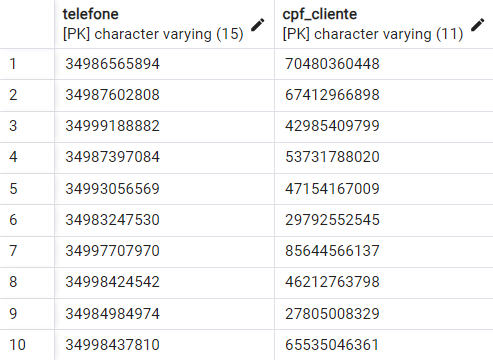 telefone cpf_cliente
[PK] character varying (15) [PK] character varying (11)
1 34986565894 70480360448
2 34987602808 67412966898
3 34999188882 42985409799
4 34987397084 53731788020
5 34993056569 47154167009
6 34983247530 29792552545
7 34997707970 85644566137
8 34998424542 46212763798
9 34984984974 27805008329
10 34998437810 65535046361